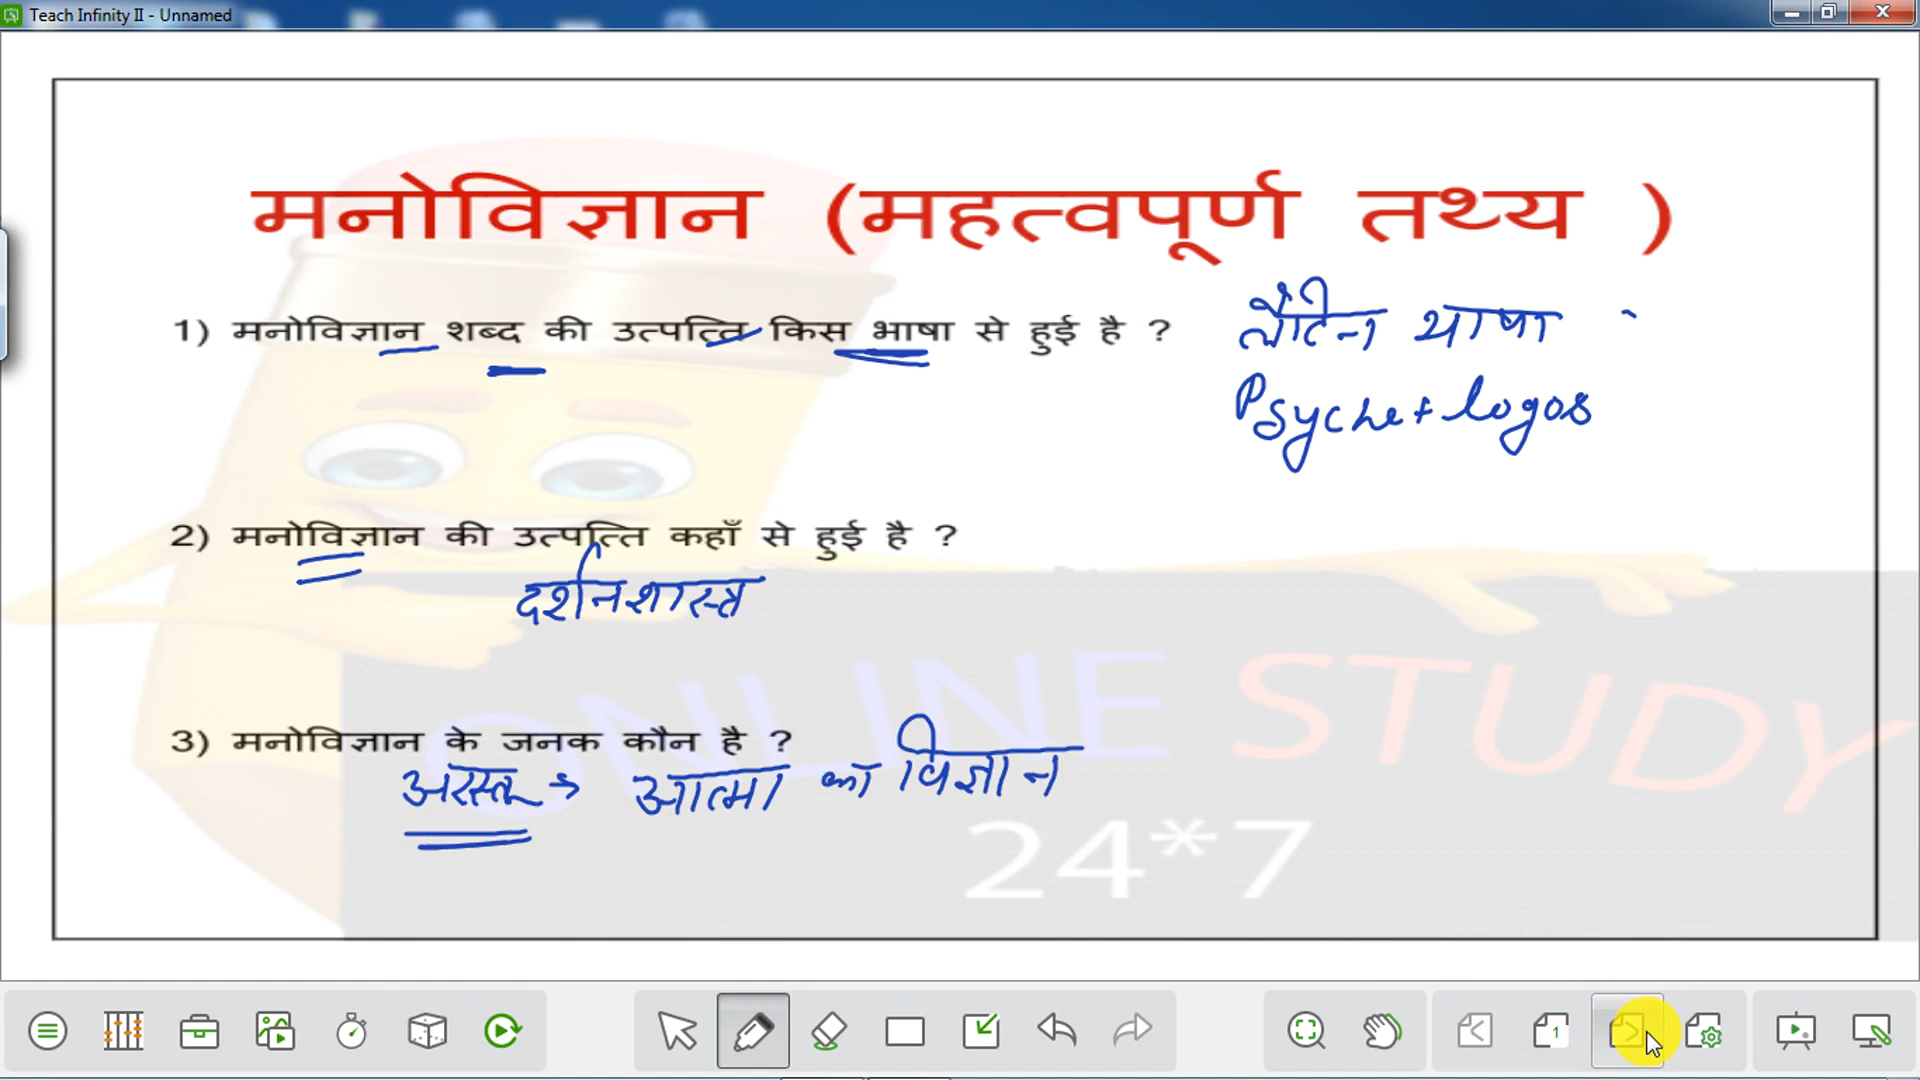 Teach Infinity II - Unnamed
मनोविज्ञान (महत्वपूर्ण तथ्य )
1) मनोविज्ञान शब्द की उत्पत्ति किस भाषा से हुई है ?
लैटिन भाषा
Psyche + logos
2) मनोविज्ञान की उत्पत्ति कहाँ से हुई है ?
दर्शनशास्त्र
3) मनोविज्ञान के जनक कौन है ?
अरस्तू → आत्मा का विज्ञान
ONLINE STUDY
24*7
1